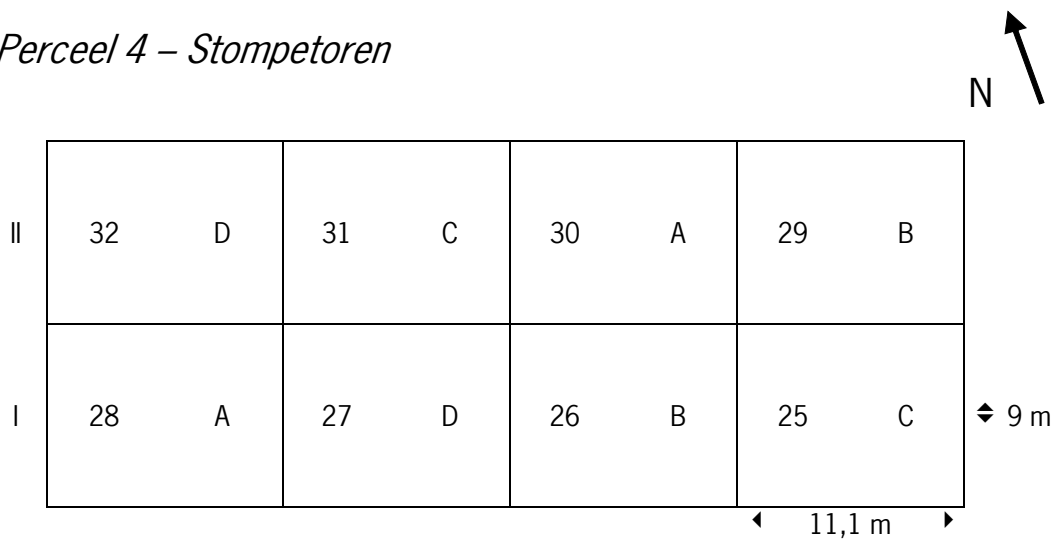 Perceel 4 – Stompetoren
N
II 32 D 31 C 30 A 29 B
I 28 A 27 D 26 B 25 C 9 m
11,1 m